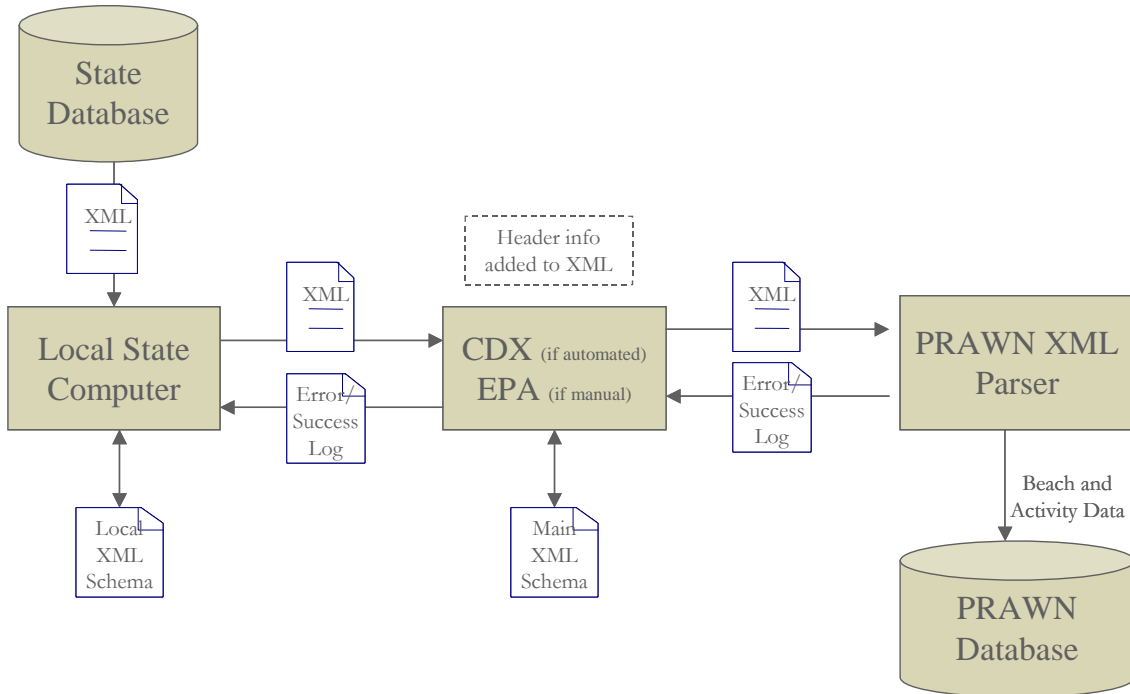 State
Database
XML
Header info
added to XML
XML
XML
Local State
Computer
CDX (if automated)
EPA (if manual)
PRAWN XML
Parser
Error/
Success
Log
Error/
Success
Log
Local
XML
Schema
Main
XML
Schema
Beach and
Activity Data
PRAWN
Database